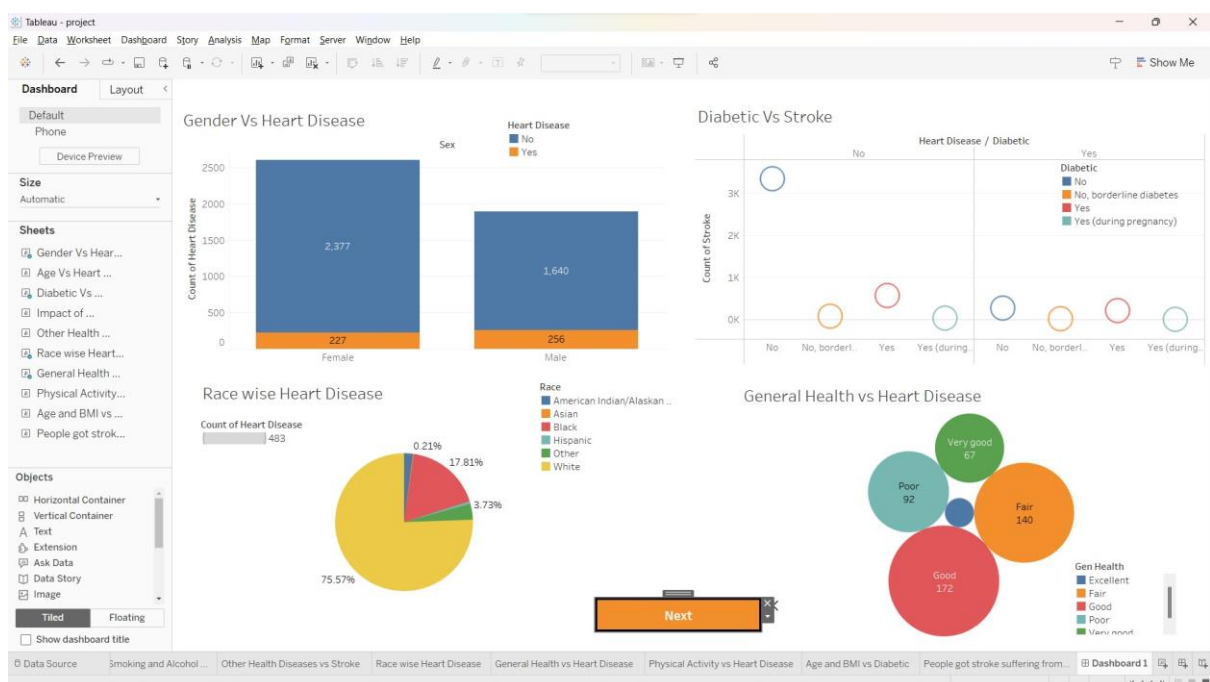 Tableau - project
File Data Worksheet Dashboard Story Analysis Map Format Server Window Help
Show Me
Dashboard Layout
Default
Phone
Device Preview
Size
Automatic
Sheets
Gender Vs Hear...
Age Vs Heart ...
Diabetic Vs ...
Impact of ...
Other Health ...
Race wise Heart...
General Health ...
Physical Activity...
Age and BMI vs ...
People got strok...
Objects
Horizontal Container
Vertical Container
Text
Extension
Ask Data
Data Story
Image
Tiled Floating
Show dashboard title
Gender Vs Heart Disease
Heart Disease
No
Yes
Sex
Count of Heart Disease
2500
2000
1500
1000
500
0
2,377
227
1,640
256
Female Male
Diabetic Vs Stroke
Heart Disease / Diabetic
No Yes
Diabetic
No
No, borderline diabetes
Yes
Yes (during pregnancy)
Count of Stroke
3K
2K
1K
0K
No No, borderl.. Yes Yes (during.. No No, borderl.. Yes Yes (during..
Race wise Heart Disease
Count of Heart Disease
483
Race
American Indian/Alaskan ..
Asian
Black
Hispanic
Other
White
0.21%
17.81%
3.73%
75.57%
General Health vs Heart Disease
Very good
67
Poor
92
Fair
140
Good
172
Gen Health
Excellent
Fair
Good
Poor
Very good
Next
Data Source Smoking and Alcohol ... Other Health Diseases vs Stroke Race wise Heart Disease General Health vs Heart Disease Physical Activity vs Heart Disease Age and BMI vs Diabetic People got stroke suffering from... Dashboard 1